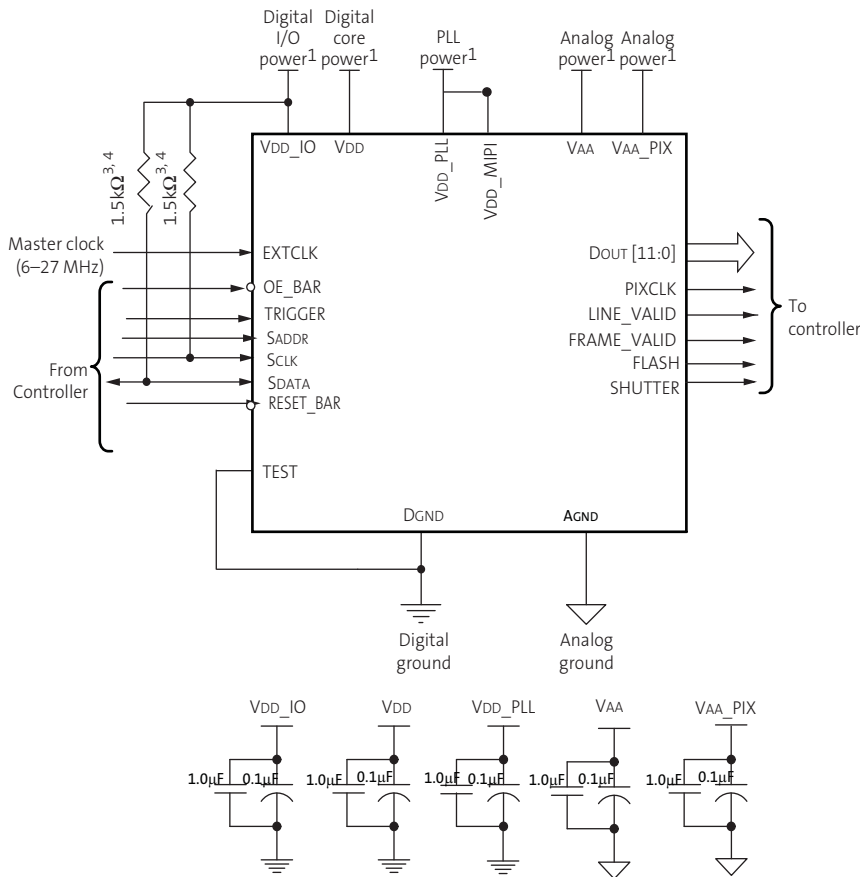 Digital
I/O
power1
Digital
core
power1
PLL
power1
Analog
power1
Analog
power1
VDD_IO
VDD
VDD_PLL
VDD_MIPI
VAA
VAA_PIX
1.5kΩ3, 4
1.5kΩ3, 4
Master clock
(6–27 MHz)
EXTCLK
OE_BAR
TRIGGER
SADDR
SCLK
SDATA
RESET_BAR
From
Controller
TEST
DOUT [11:0]
PIXCLK
LINE_VALID
FRAME_VALID
FLASH
SHUTTER
To
controller
DGND
AGND
Digital
ground
Analog
ground
VDD_IO
VDD
VDD_PLL
VAA
VAA_PIX
1.0µF 0.1µF
1.0µF 0.1µF
1.0µF 0.1µF
1.0µF 0.1µF
1.0µF 0.1µF